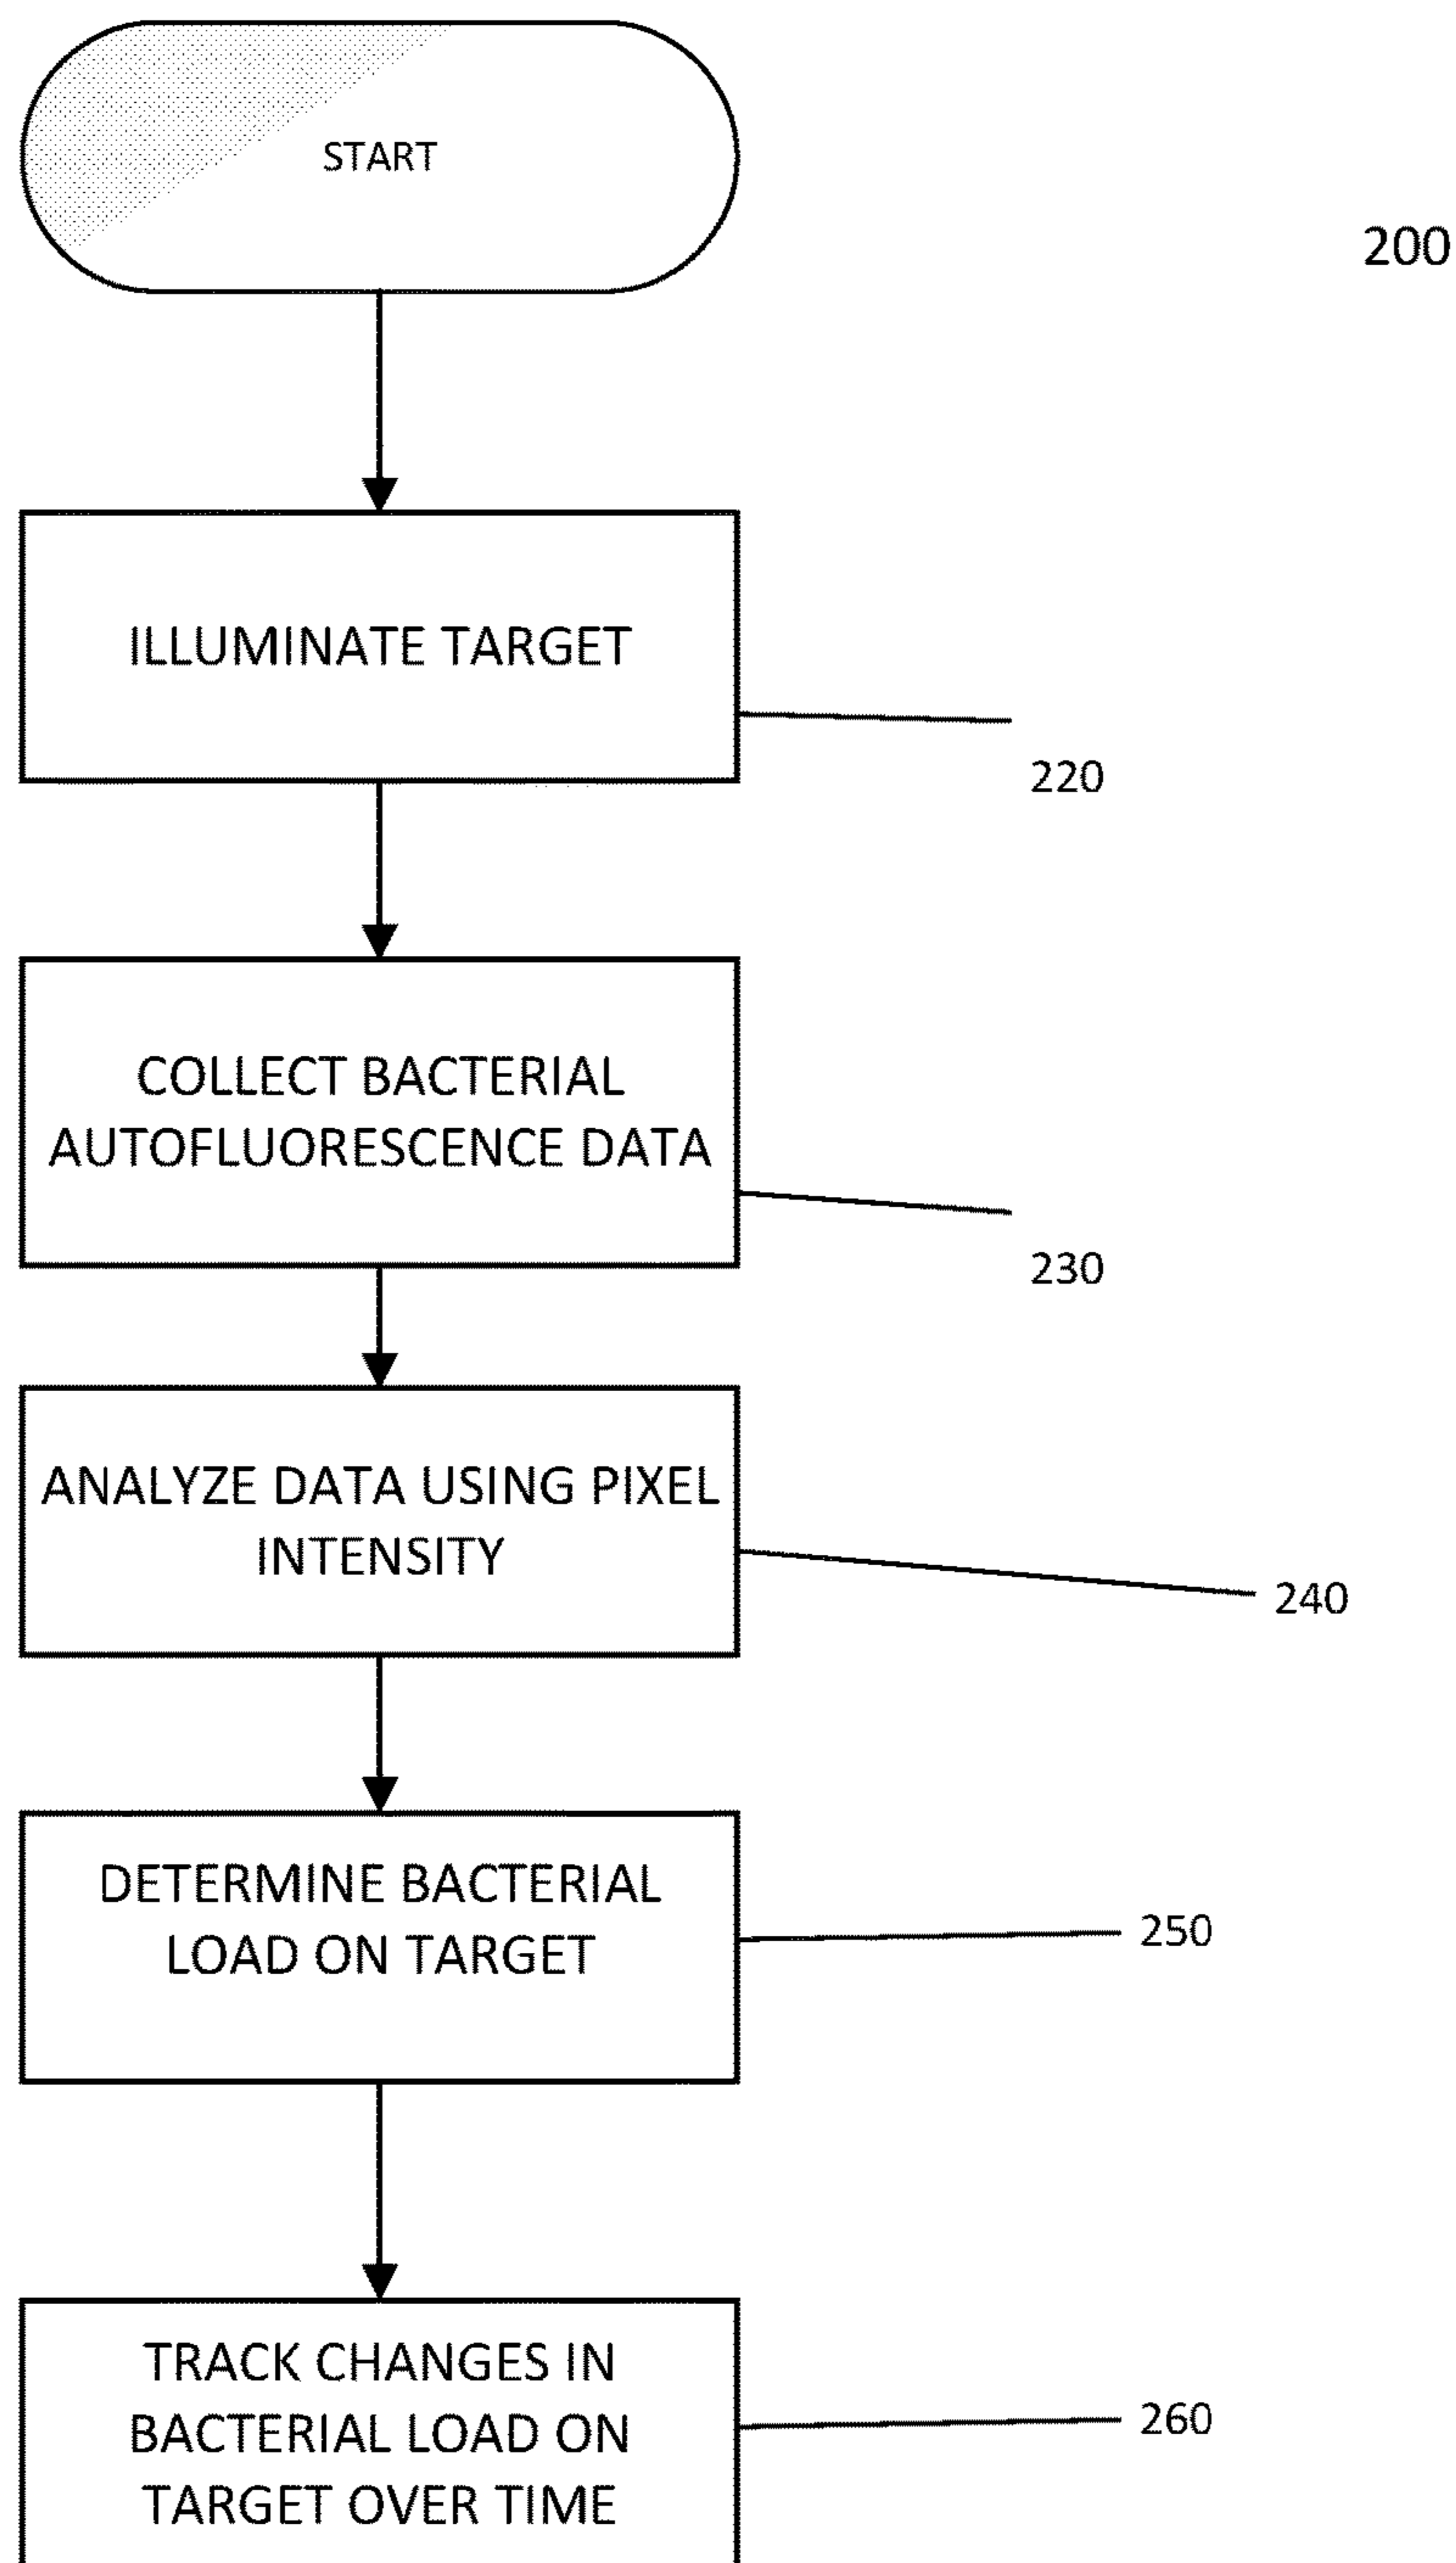 START
200
ILLUMINATE TARGET
220
COLLECT BACTERIAL
AUTOFLUORESCENCE DATA
230
ANALYZE DATA USING PIXEL
INTENSITY
240
DETERMINE BACTERIAL
LOAD ON TARGET
250
TRACK CHANGES IN
BACTERIAL LOAD ON
TARGET OVER TIME
260